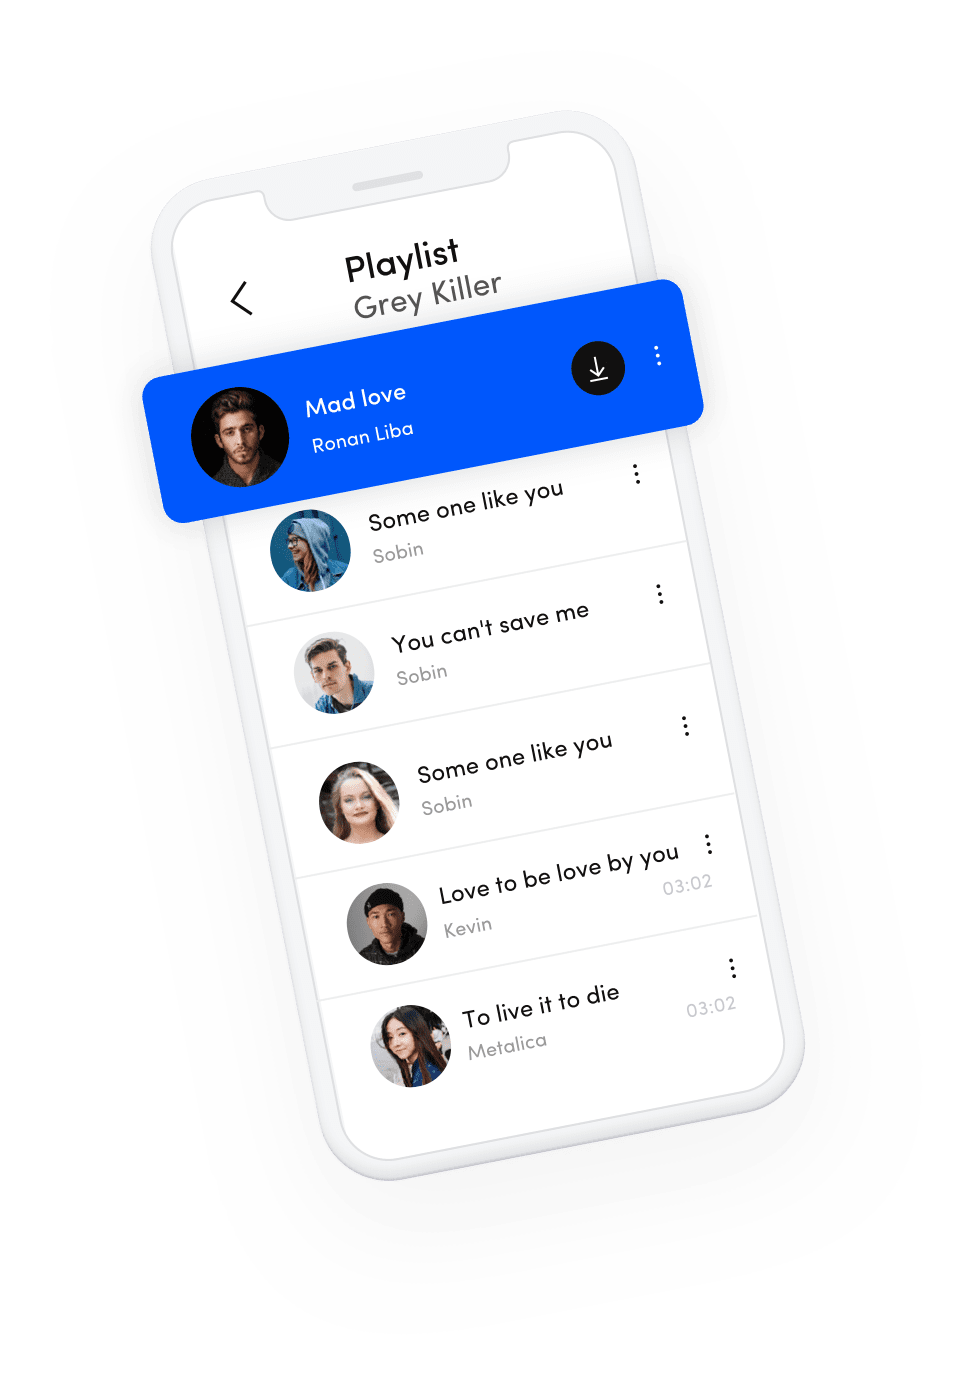 Playlist
Grey Killer
Mad love
Ronan Liba
Some one like you
Sobin
You can't save me
Sobin
Some one like you
Sobin
Love to be love by you
03:02
Kevin
To live it to die
03:02
Metalica